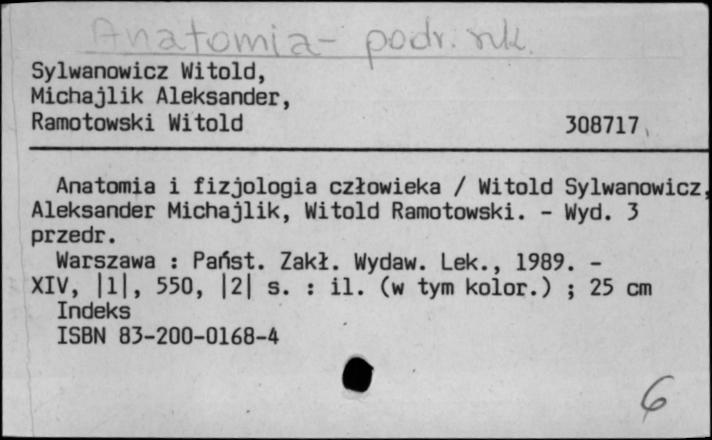 Anatomia - podr.
Sylwanowicz Witold,
Michajlik Aleksander,
Ramotowski Witold 308717
Anatomia i fizjologia człowieka / Witold Sylwanowicz,
Aleksander Michajlik, Witold Ramotowski. - Wyd. 3
przedr.
Warszawa : Państ. Zakł. Wydaw. Lek., 1989. -
XIV, |1|, 550, |2| s. : il. (w tym kolor.) ; 25 cm
Indeks
ISBN 83-200-0168-4
6